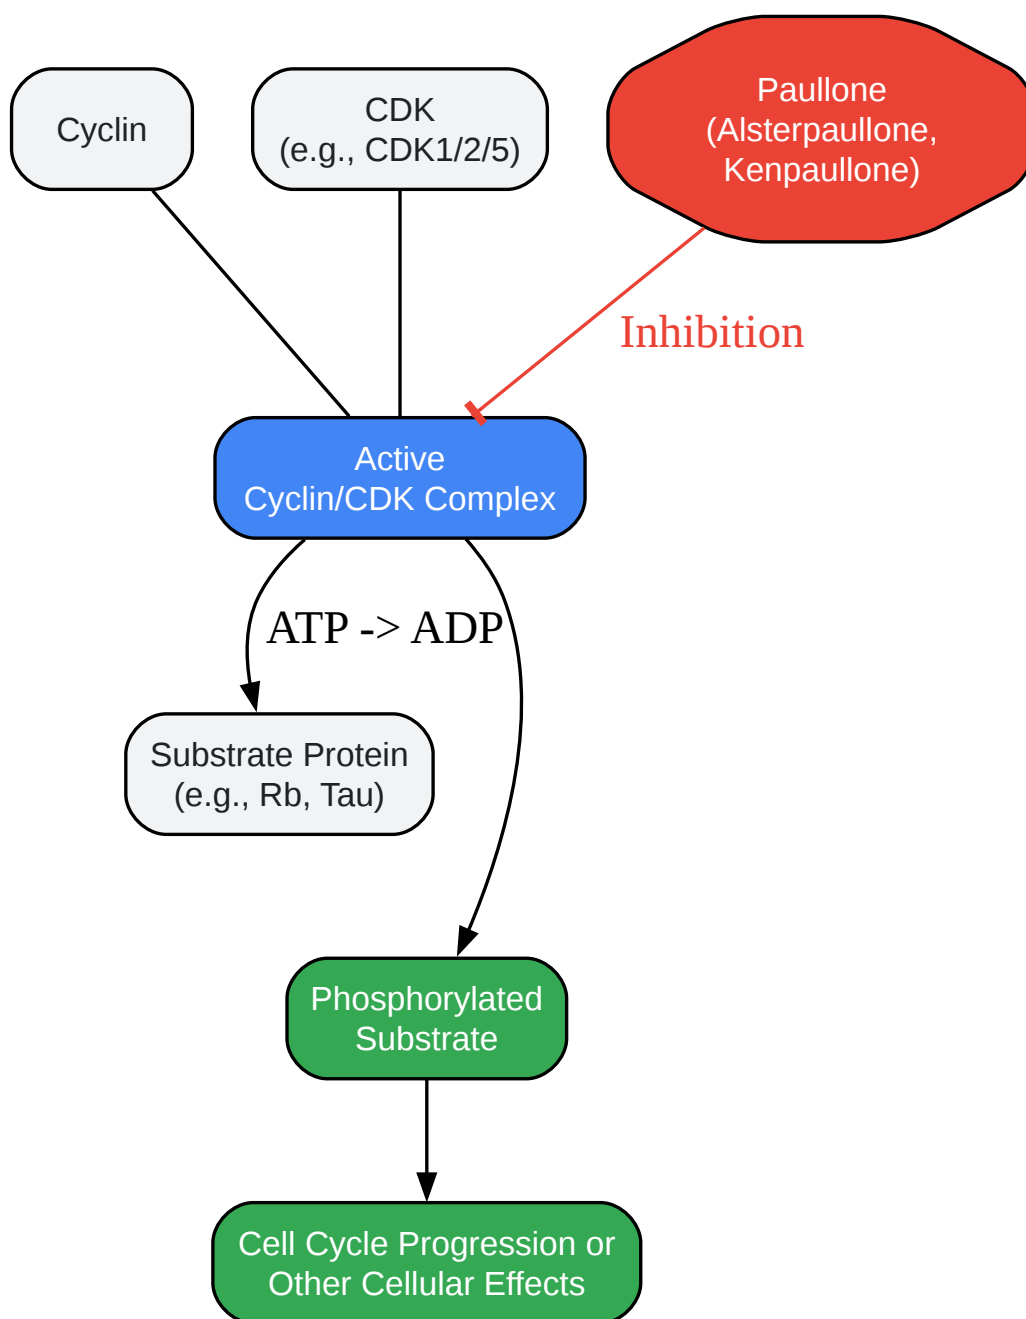 Cyclin
CDK
(e.g., CDK1/2/5)
Paullone
(Alsterpaullone,
Kenpaullone)
Inhibition
Active
Cyclin/CDK Complex
ATP -> ADP
Substrate Protein
(e.g., Rb, Tau)
Phosphorylated
Substrate
Cell Cycle Progression or
Other Cellular Effects